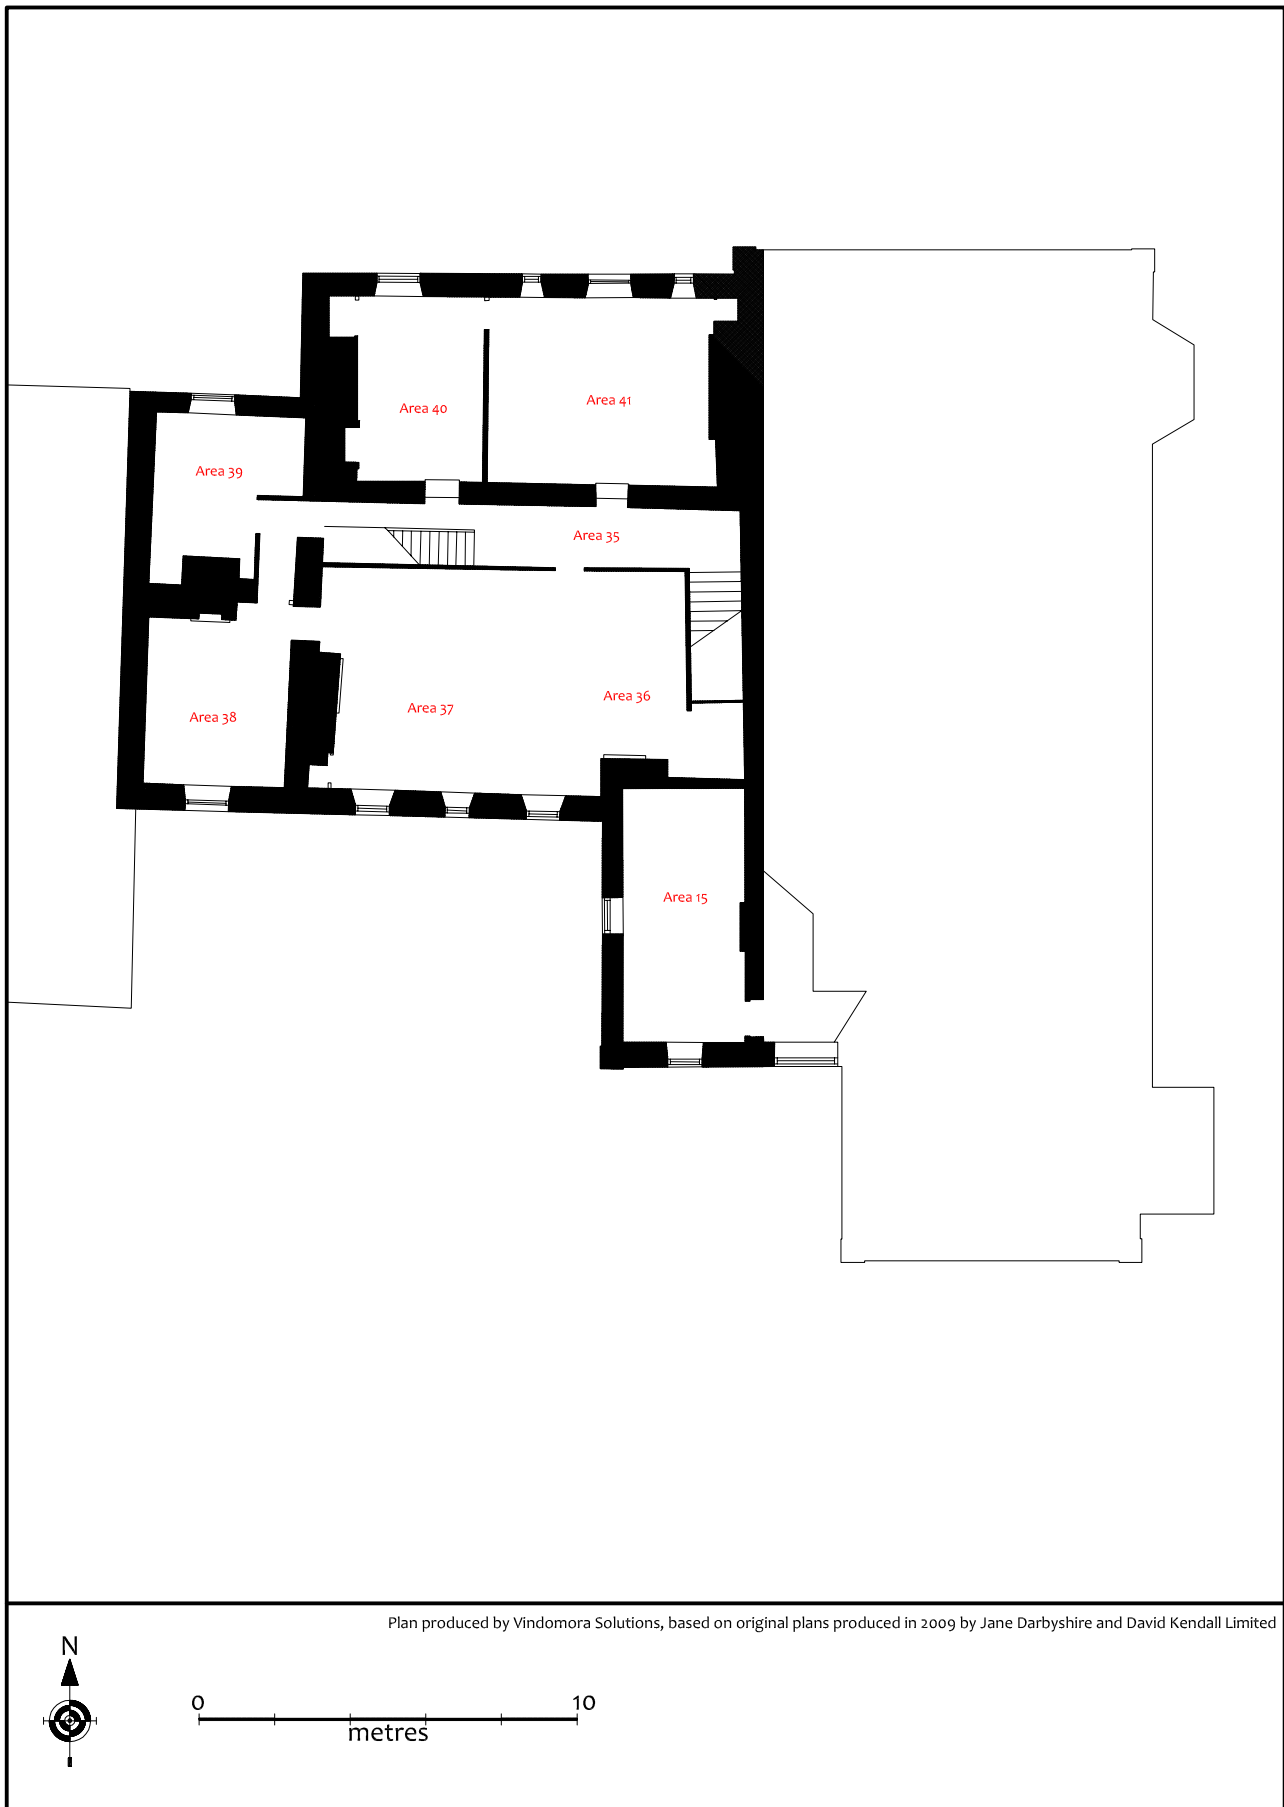 Area 40
Area 41
Area 39
Area 35
Area 36
Area 37
Area 38
Area 15
Plan produced by Vindomora Solutions, based on original plans produced in 2009 by Jane Darbyshire and David Kendall Limited
N
0
10
metres